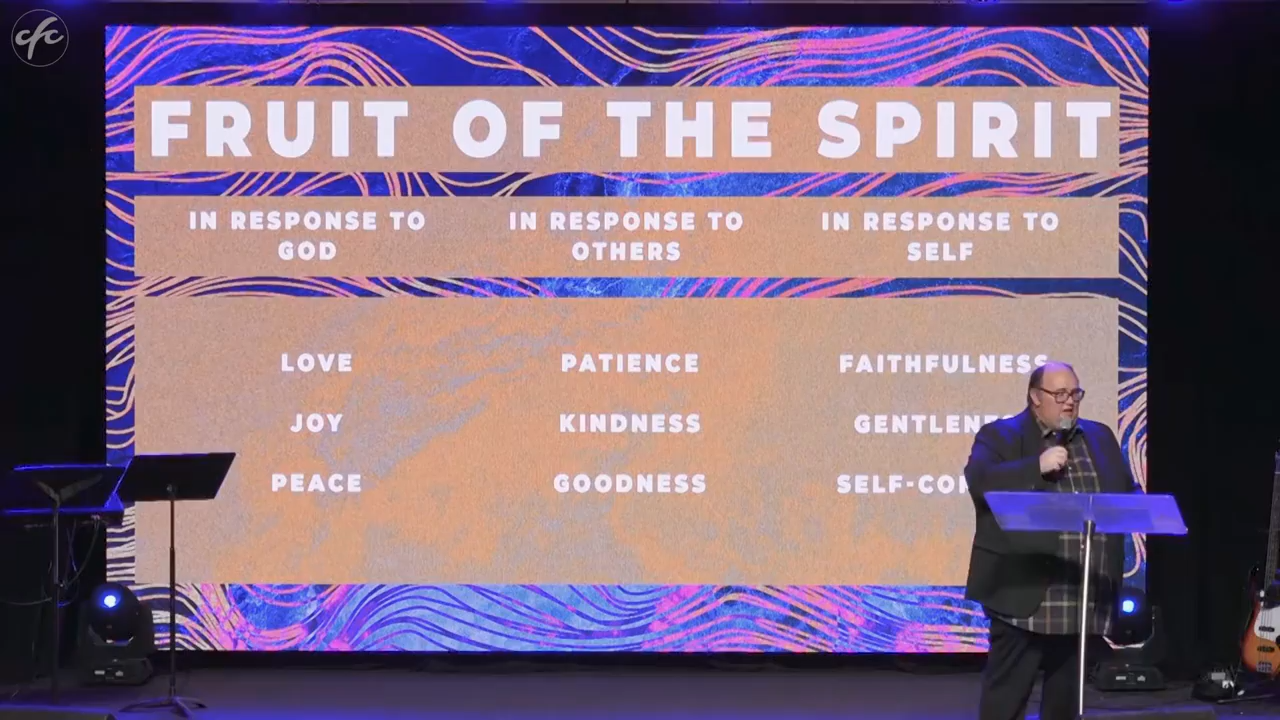 cfc
FRUIT OF THE SPIRIT
IN RESPONSE TO
GOD
IN RESPONSE TO
OTHERS
IN RESPONSE TO
SELF
LOVE
PATIENCE
FAITHFULNESS
JOY
KINDNESS
PEACE
GOODNESS